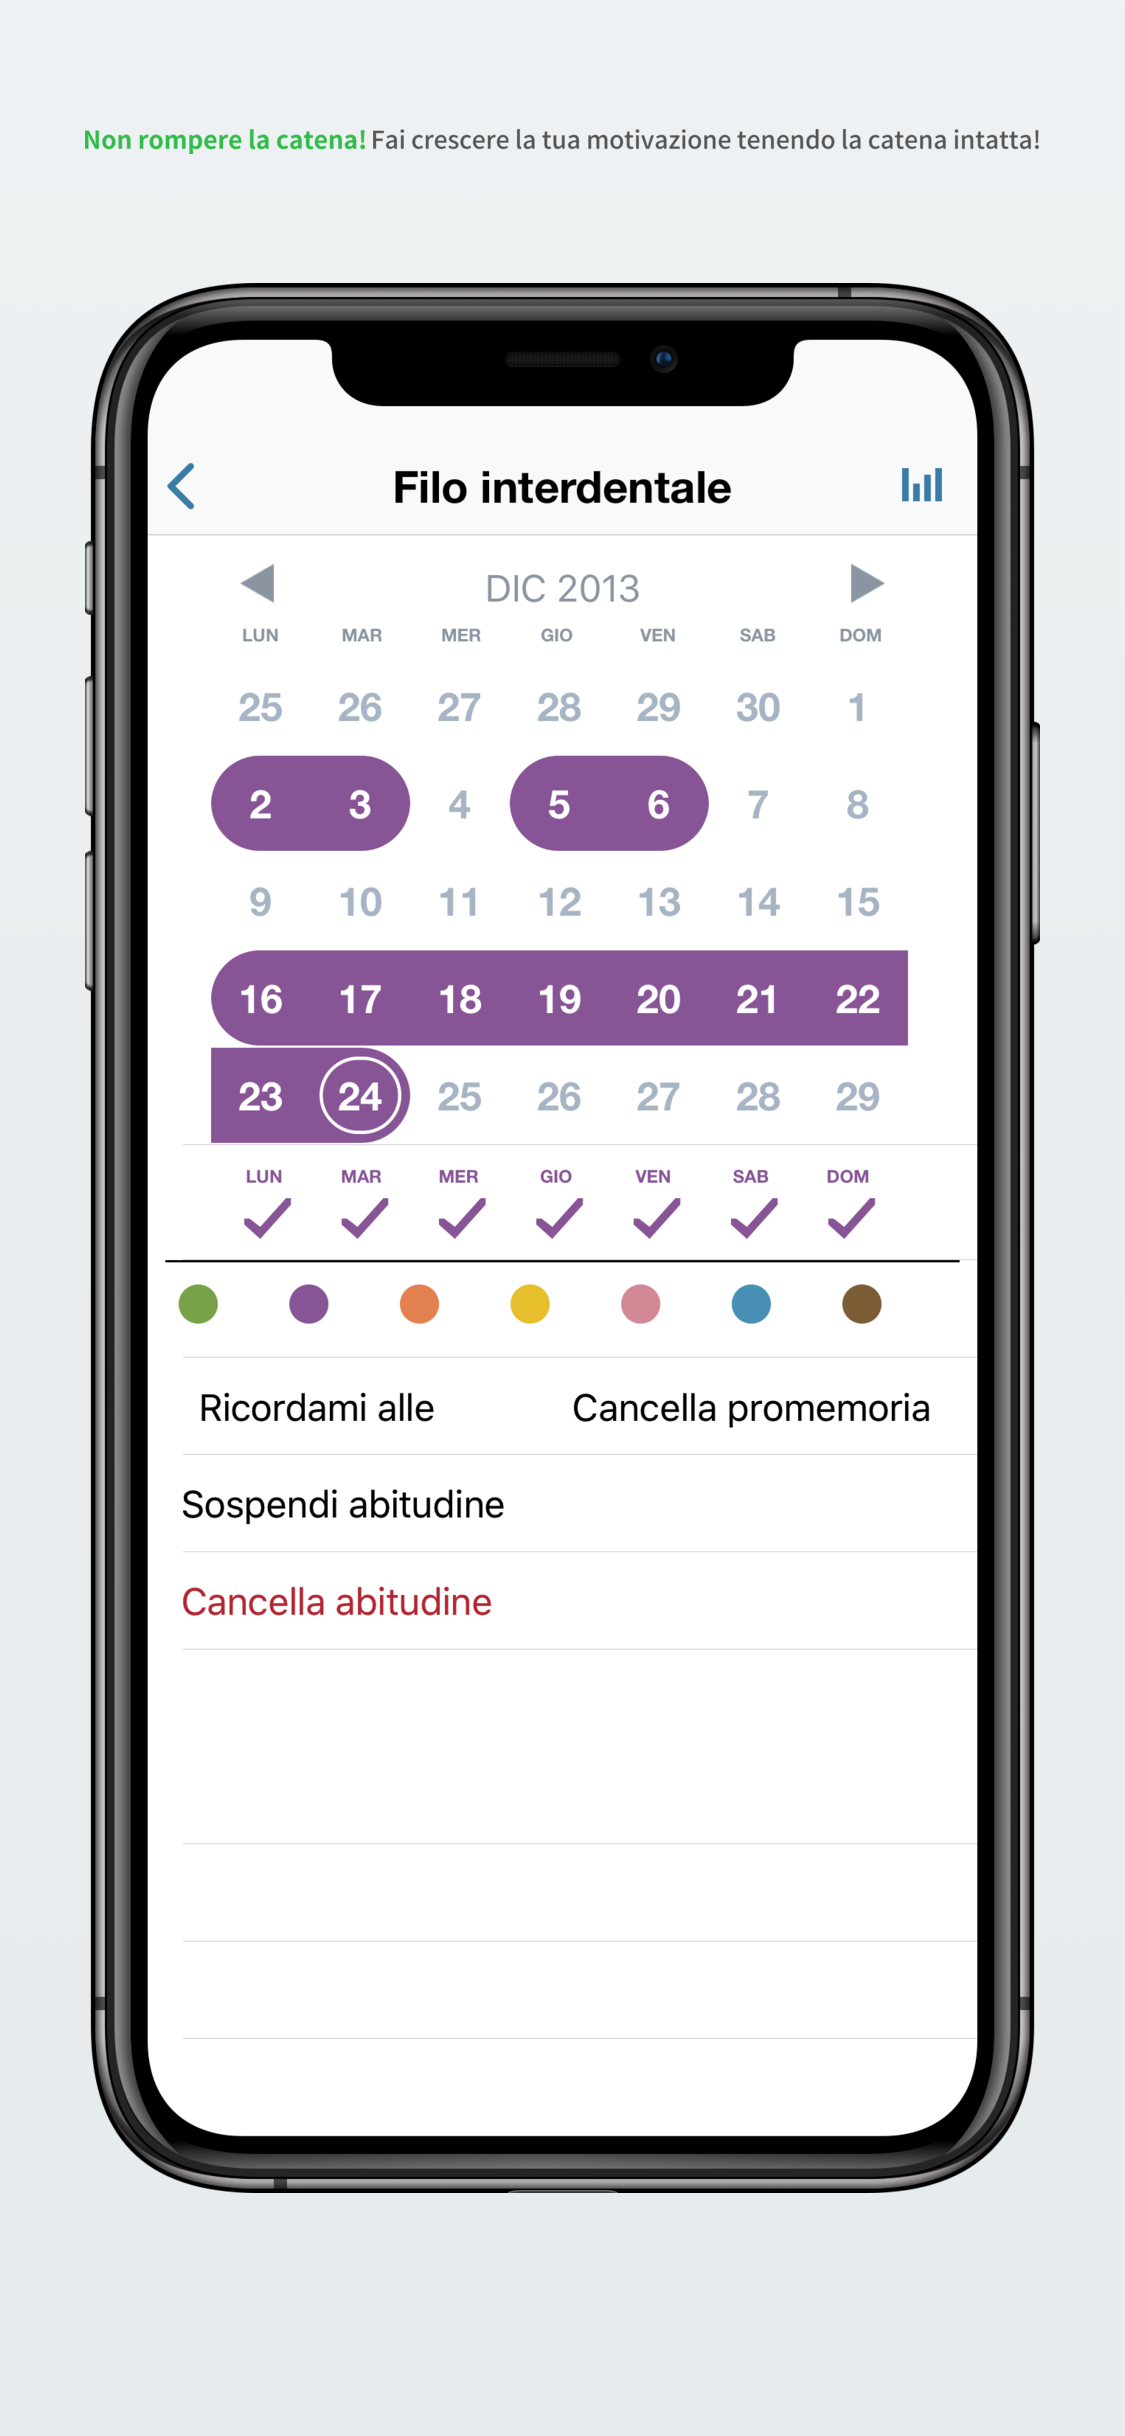 Non rompere la catena! Fai crescere la tua motivazione tenendo la catena intatta!
Filo interdentale
DIC 2013
LUN MAR MER GIO VEN SAB DOM
25 26 27 28 29 30 1
2 3 4 5 6 7 8
9 10 11 12 13 14 15
16 17 18 19 20 21 22
23 24 25 26 27 28 29
LUN MAR MER GIO VEN SAB DOM
Ricordami alle Cancella promemoria
Sospendi abitudine
Cancella abitudine